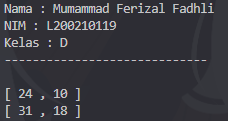 Nama : Mumammad Ferizal Fadhli
NIM : L200210119
Kelas : D
------------------------------
[ 24 , 10 ]
[ 31 , 18 ]